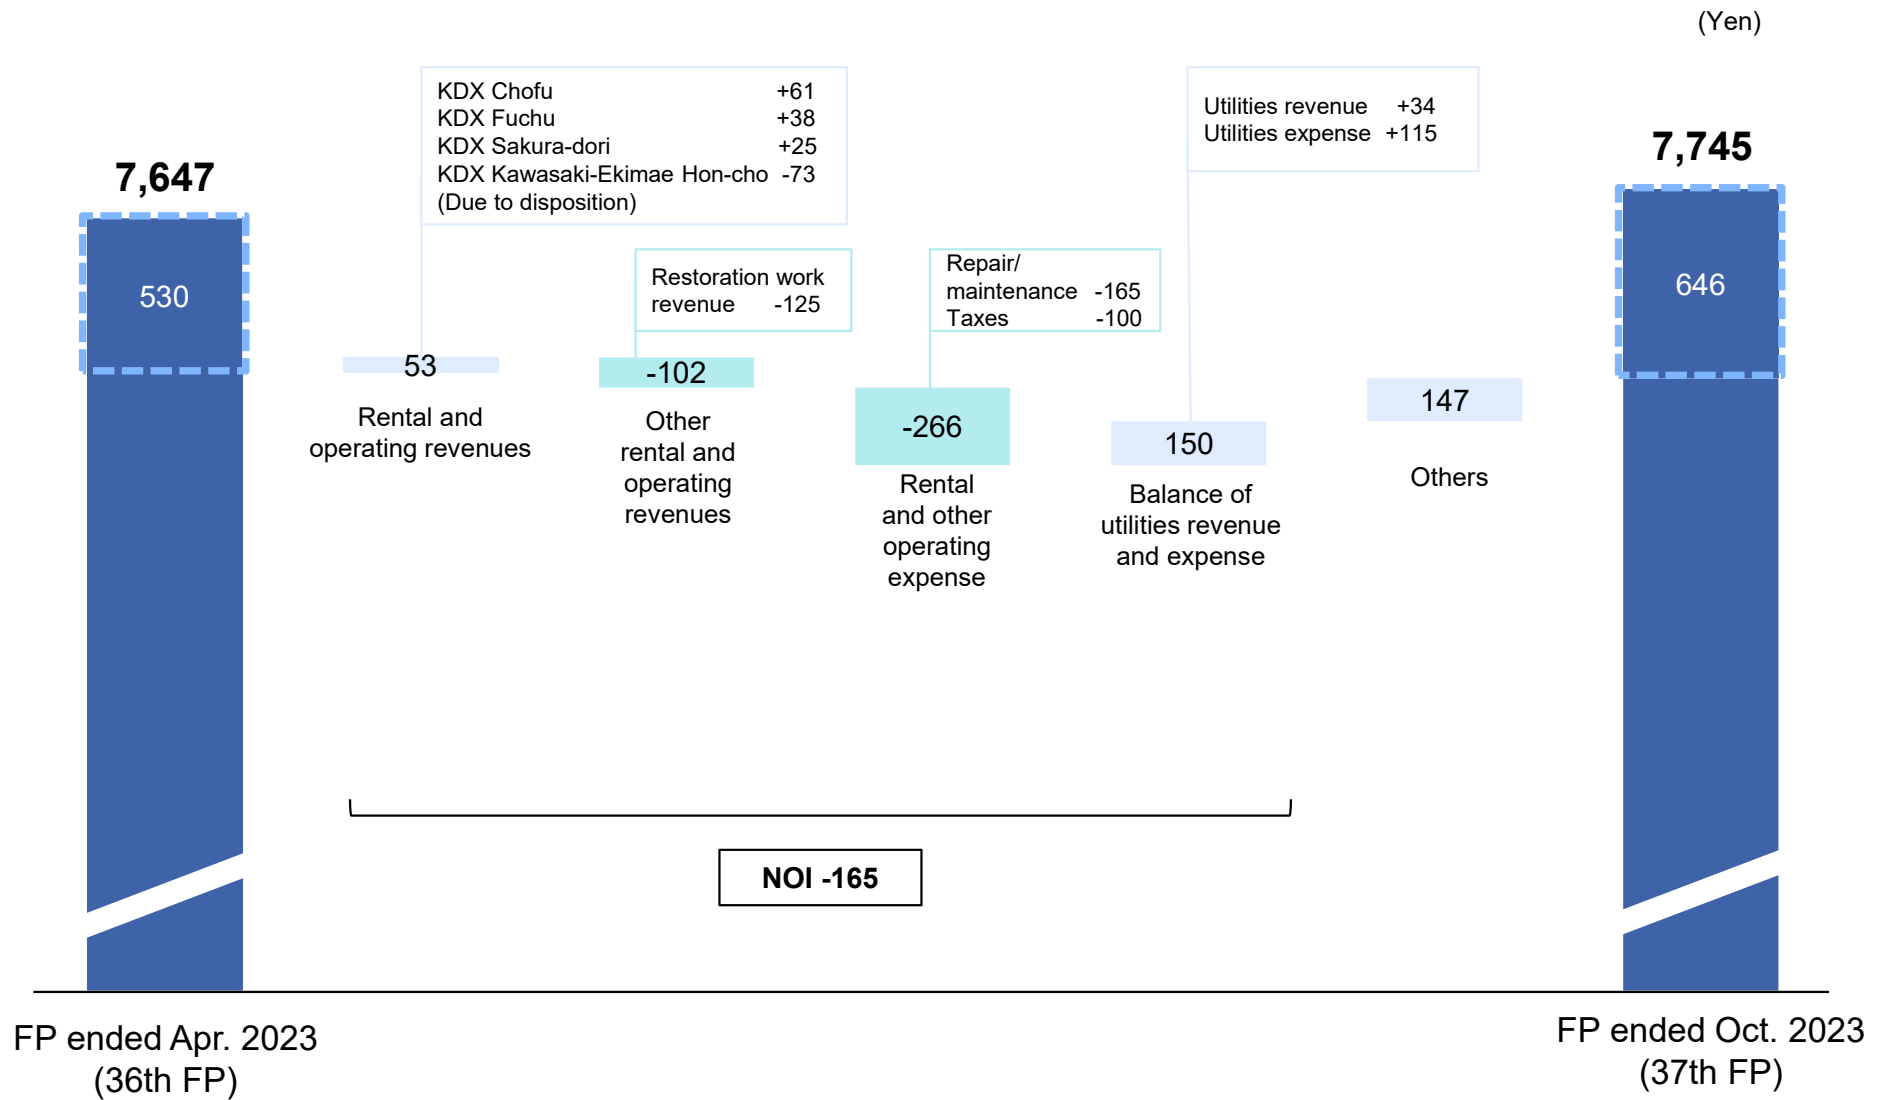 (Yen)
KDX Chofu +61
KDX Fuchu +38
KDX Sakura-dori +25
KDX Kawasaki-Ekimae Hon-cho -73
(Due to disposition)
Utilities revenue +34
Utilities expense +115
7,647
7,745
Restoration work
revenue -125
Repair/
maintenance -165
Taxes -100
530
646
53
-102
-266
150
147
Rental and
operating revenues
Other
rental and
operating
revenues
Rental
and other
operating
expense
Balance of
utilities revenue
and expense
Others
NOI -165
FP ended Apr. 2023
(36th FP)
FP ended Oct. 2023
(37th FP)